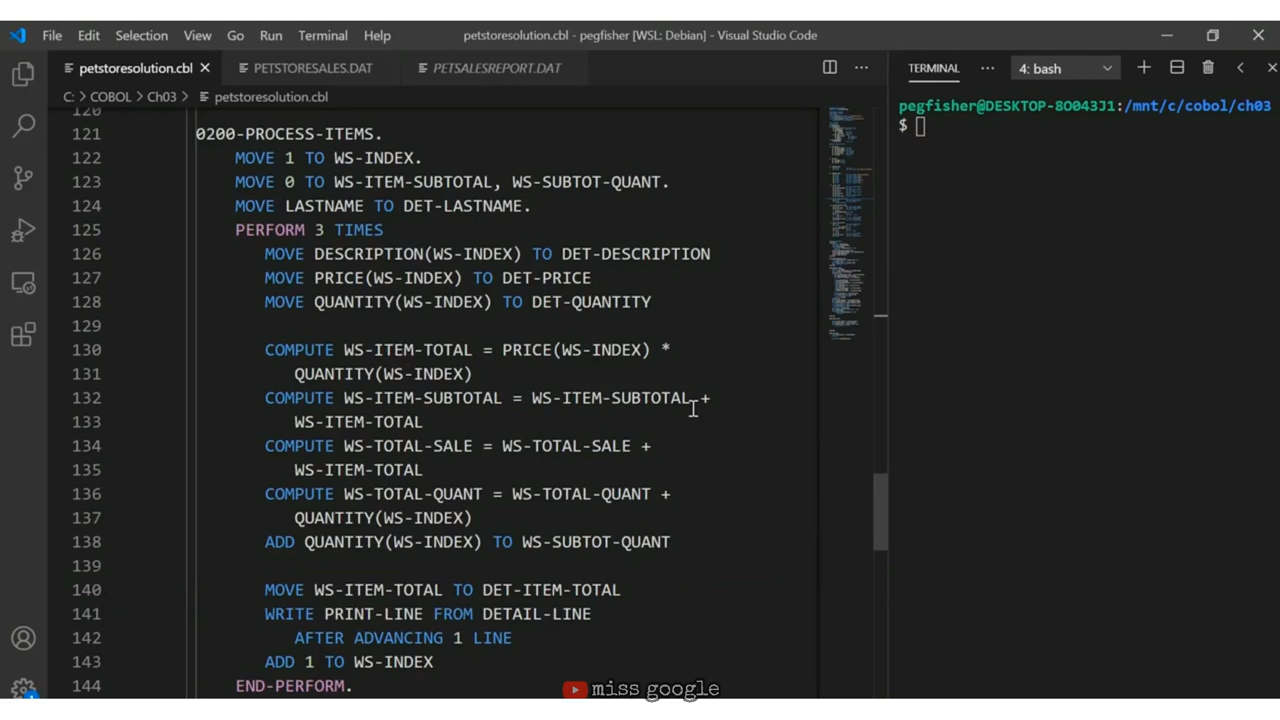 File Edit Selection View Go Run Terminal Help petstoresolution.cbl - pegfisher [WSL: Debian] - Visual Studio Code
petstoresolution.cbl PETSTORESALES.DAT PETSALESREPORT.DAT
C: > COBOL > Ch03 > petstoresolution.cbl
120
121 0200-PROCESS-ITEMS.
122 MOVE 1 TO WS-INDEX.
123 MOVE 0 TO WS-ITEM-SUBTOTAL, WS-SUBTOT-QUANT.
124 MOVE LASTNAME TO DET-LASTNAME.
125 PERFORM 3 TIMES
126 MOVE DESCRIPTION(WS-INDEX) TO DET-DESCRIPTION
127 MOVE PRICE(WS-INDEX) TO DET-PRICE
128 MOVE QUANTITY(WS-INDEX) TO DET-QUANTITY
129
130 COMPUTE WS-ITEM-TOTAL = PRICE(WS-INDEX) *
131 QUANTITY(WS-INDEX)
132 COMPUTE WS-ITEM-SUBTOTAL = WS-ITEM-SUBTOTAL +
133 WS-ITEM-TOTAL
134 COMPUTE WS-TOTAL-SALE = WS-TOTAL-SALE +
135 WS-ITEM-TOTAL
136 COMPUTE WS-TOTAL-QUANT = WS-TOTAL-QUANT +
137 QUANTITY(WS-INDEX)
138 ADD QUANTITY(WS-INDEX) TO WS-SUBTOT-QUANT
139
140 MOVE WS-ITEM-TOTAL TO DET-ITEM-TOTAL
141 WRITE PRINT-LINE FROM DETAIL-LINE
142 AFTER ADVANCING 1 LINE
143 ADD 1 TO WS-INDEX
144 END-PERFORM.
TERMINAL 4: bash
pegfisher@DESKTOP-8O043J1:/mnt/c/cobol/ch03
$
miss google